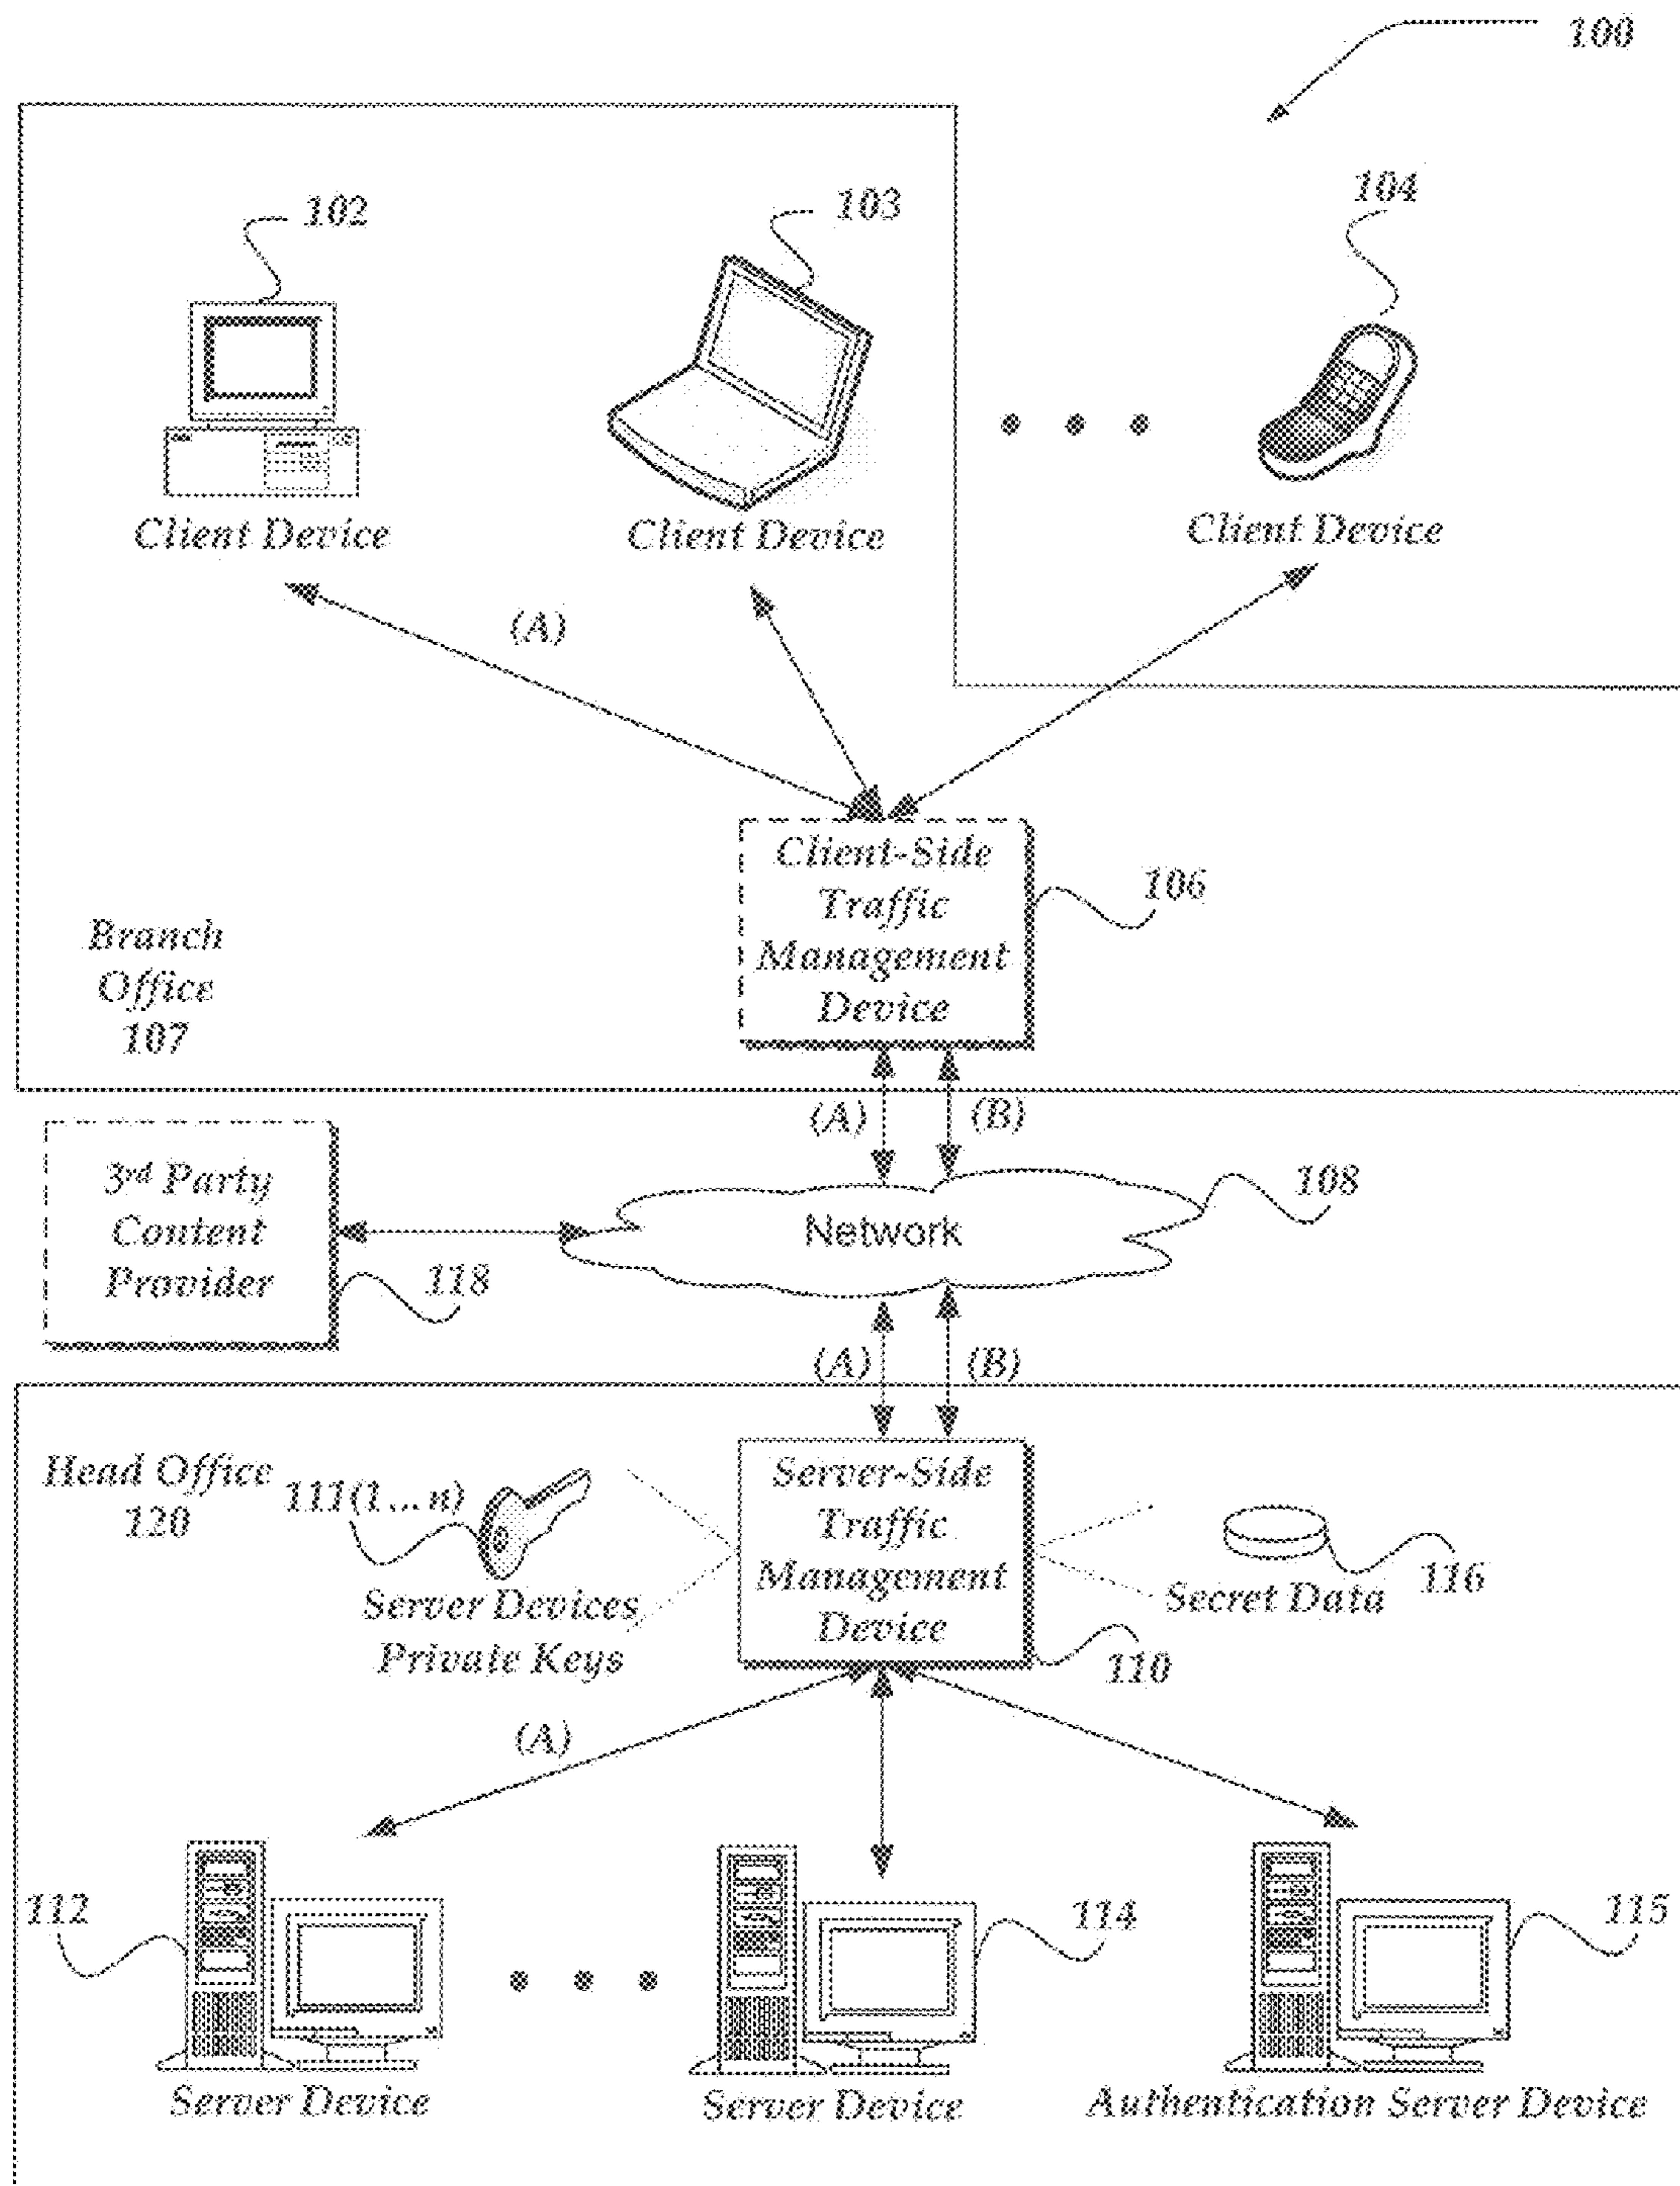 100
102
103
104
Client Device
Client Device
Client Device
(A)
Client-Side
Traffic
Management
Device
106
Branch
Office
107
(A)
(B)
3rd Party
Content
Provider
118
Network
108
(A)
(B)
Head Office
120
111(1...n)
Server Devices
Private Keys
Server-Side
Traffic
Management
Device
110
116
Secret Data
(A)
112
114
115
Server Device
Server Device
Authentication Server Device